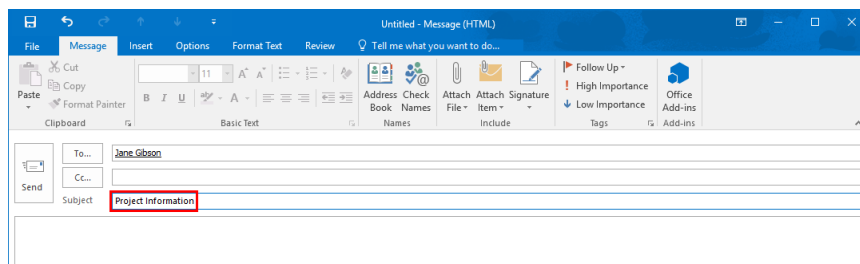 Untitled - Message (HTML)
File Message Insert Options Format Text Review Tell me what you want to do...
Cut
Copy
Format Painter
Paste
Clipboard
11
A A
B I U aby A
Basic Text
Address Book
Check Names
Names
Attach File
Attach Item
Signature
Include
Follow Up
High Importance
Low Importance
Tags
Office Add-ins
Add-ins
Send
To... Jane Gibson
Cc...
Subject Project Information